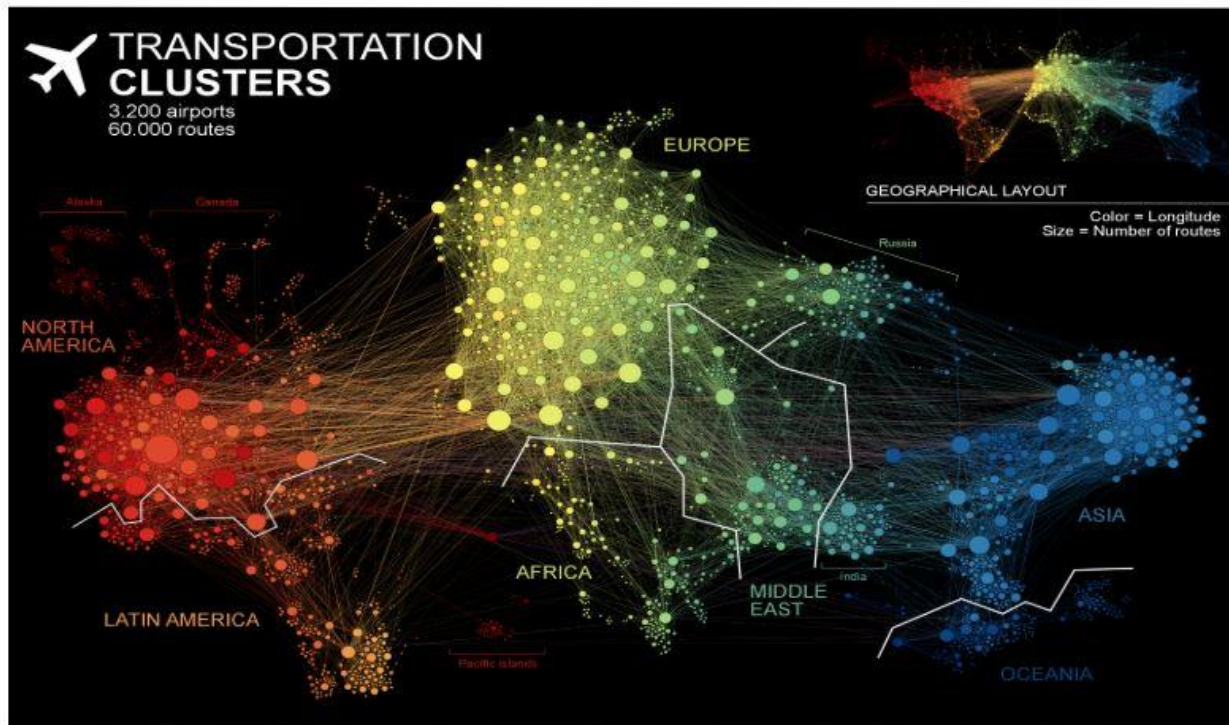 TRANSPORTATION
CLUSTERS
3.200 airports
60.000 routes
EUROPE
GEOGRAPHICAL LAYOUT
Color = Longitude
Size = Number of routes
Alaska
Canada
Russia
NORTH
AMERICA
ASIA
AFRICA
MIDDLE
EAST
India
LATIN AMERICA
Pacific islands
OCEANIA